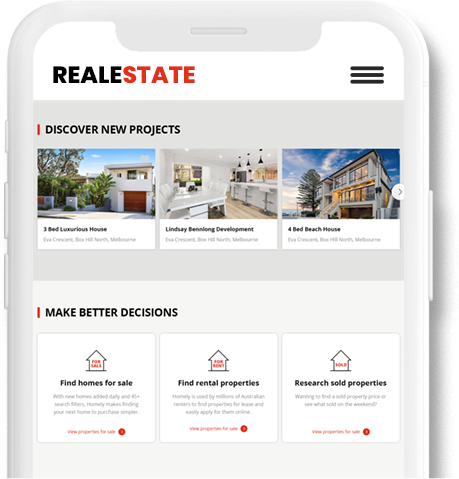 REALESTATE
DISCOVER NEW PROJECTS
3 Bed Luxurious House
Eva Crescent, Box Hill North, Melbourne
Lindsay Bennlong Development
Eva Crescent, Box Hill North, Melbourne
4 Bed Beach House
Eva Crescent, Box Hill North, Melbourne
MAKE BETTER DECISIONS
FOR
SALE
Find homes for sale
With new homes added daily and 45+
search filters, Homely makes finding
your next home to purchase simpler.
View properties for sale
FOR
RENT
Find rental properties
Homely is used by millions of Australian
renters to find properties for lease and
easily apply for them online.
View properties for sale
SOLD
Research sold properties
Wanting to find a sold property price or
see what sold on the weekend?
View properties for sale